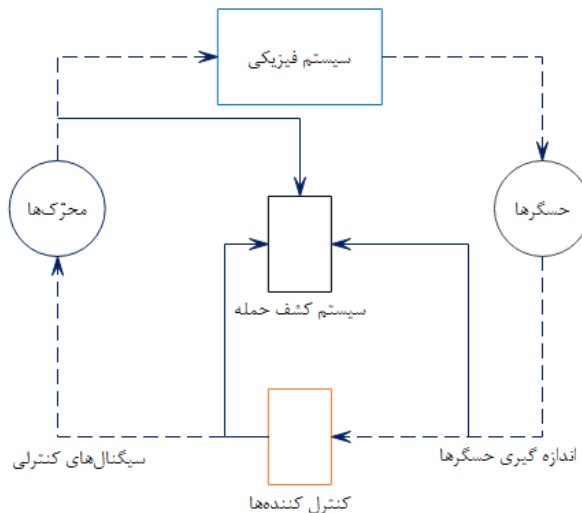 سیستم فیزیکی
حسگرها
محرّک‌ها
سیستم کشف حمله
اندازه گیری حسگرها
سیگنال‌های کنترلی
کنترل کننده‌ها